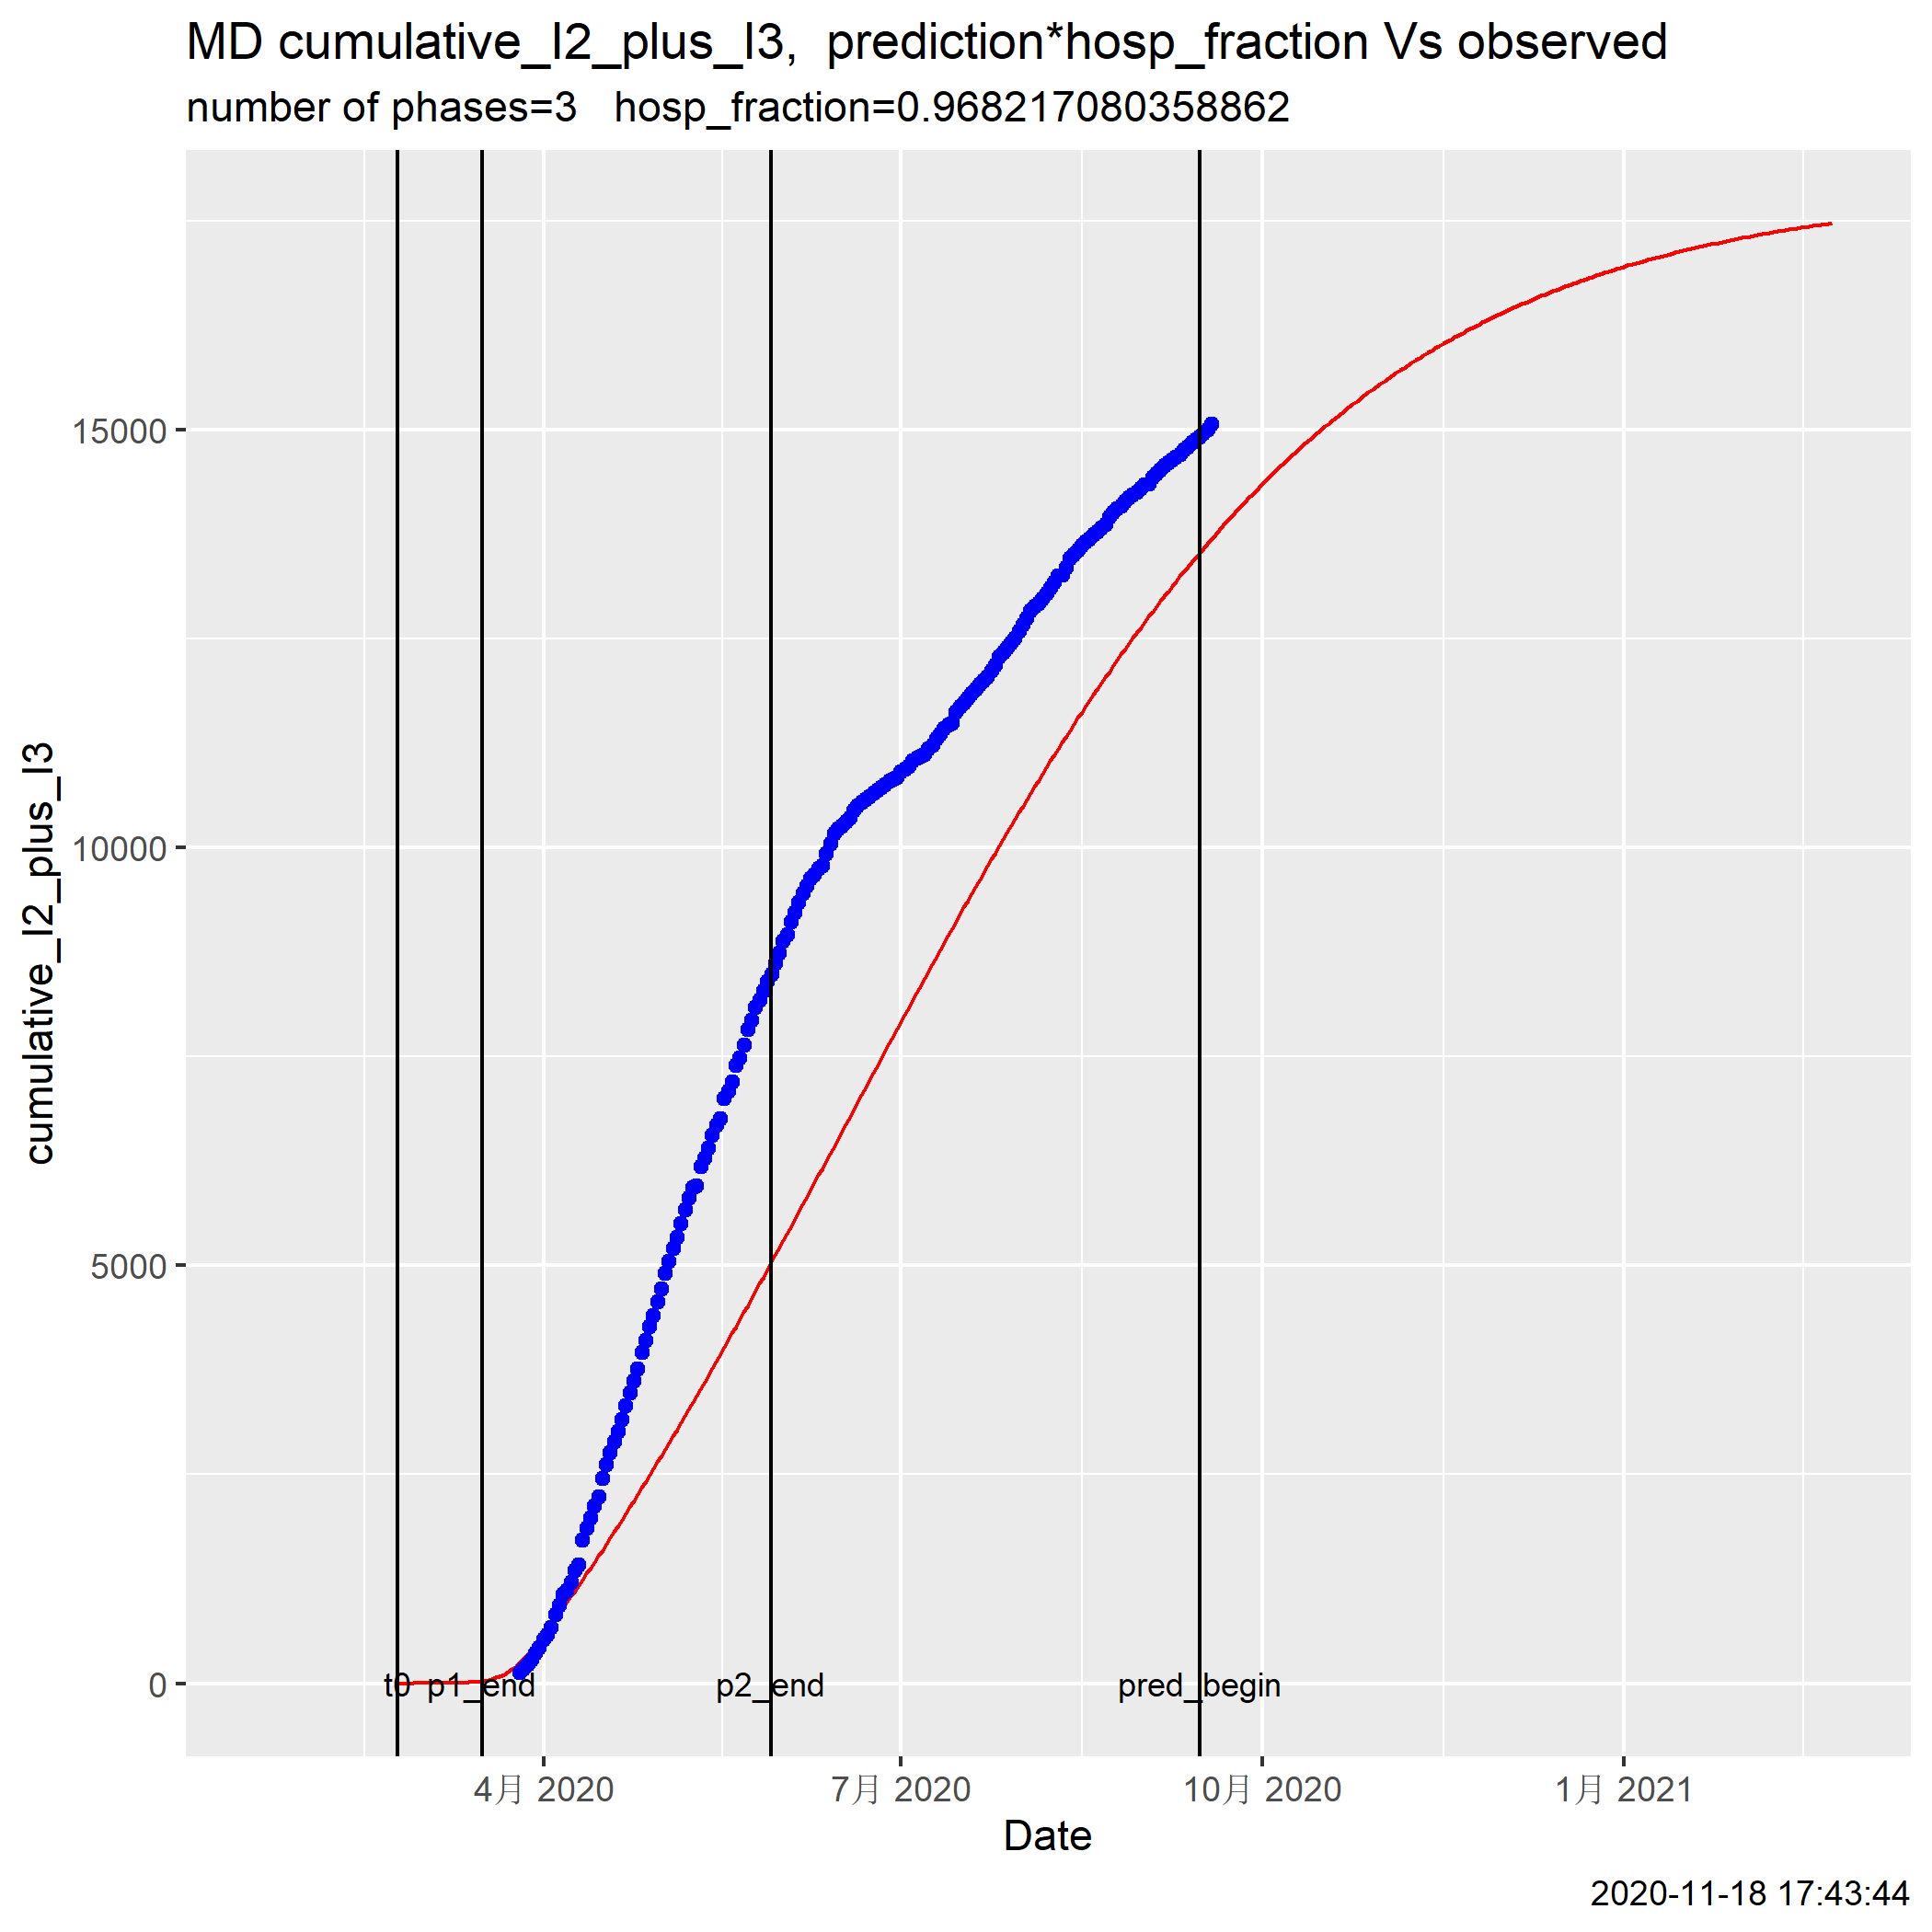 MD cumulative_I2_plus_I3,  prediction*hosp_fraction Vs observed
number of phases=3   hosp_fraction=0.968217080358862
cumulative_I2_plus_I3
15000
10000
5000
0
t0 p1_end p2_end pred_begin
4月 2020 7月 2020 10月 2020 1月 2021
Date
2020-11-18 17:43:44